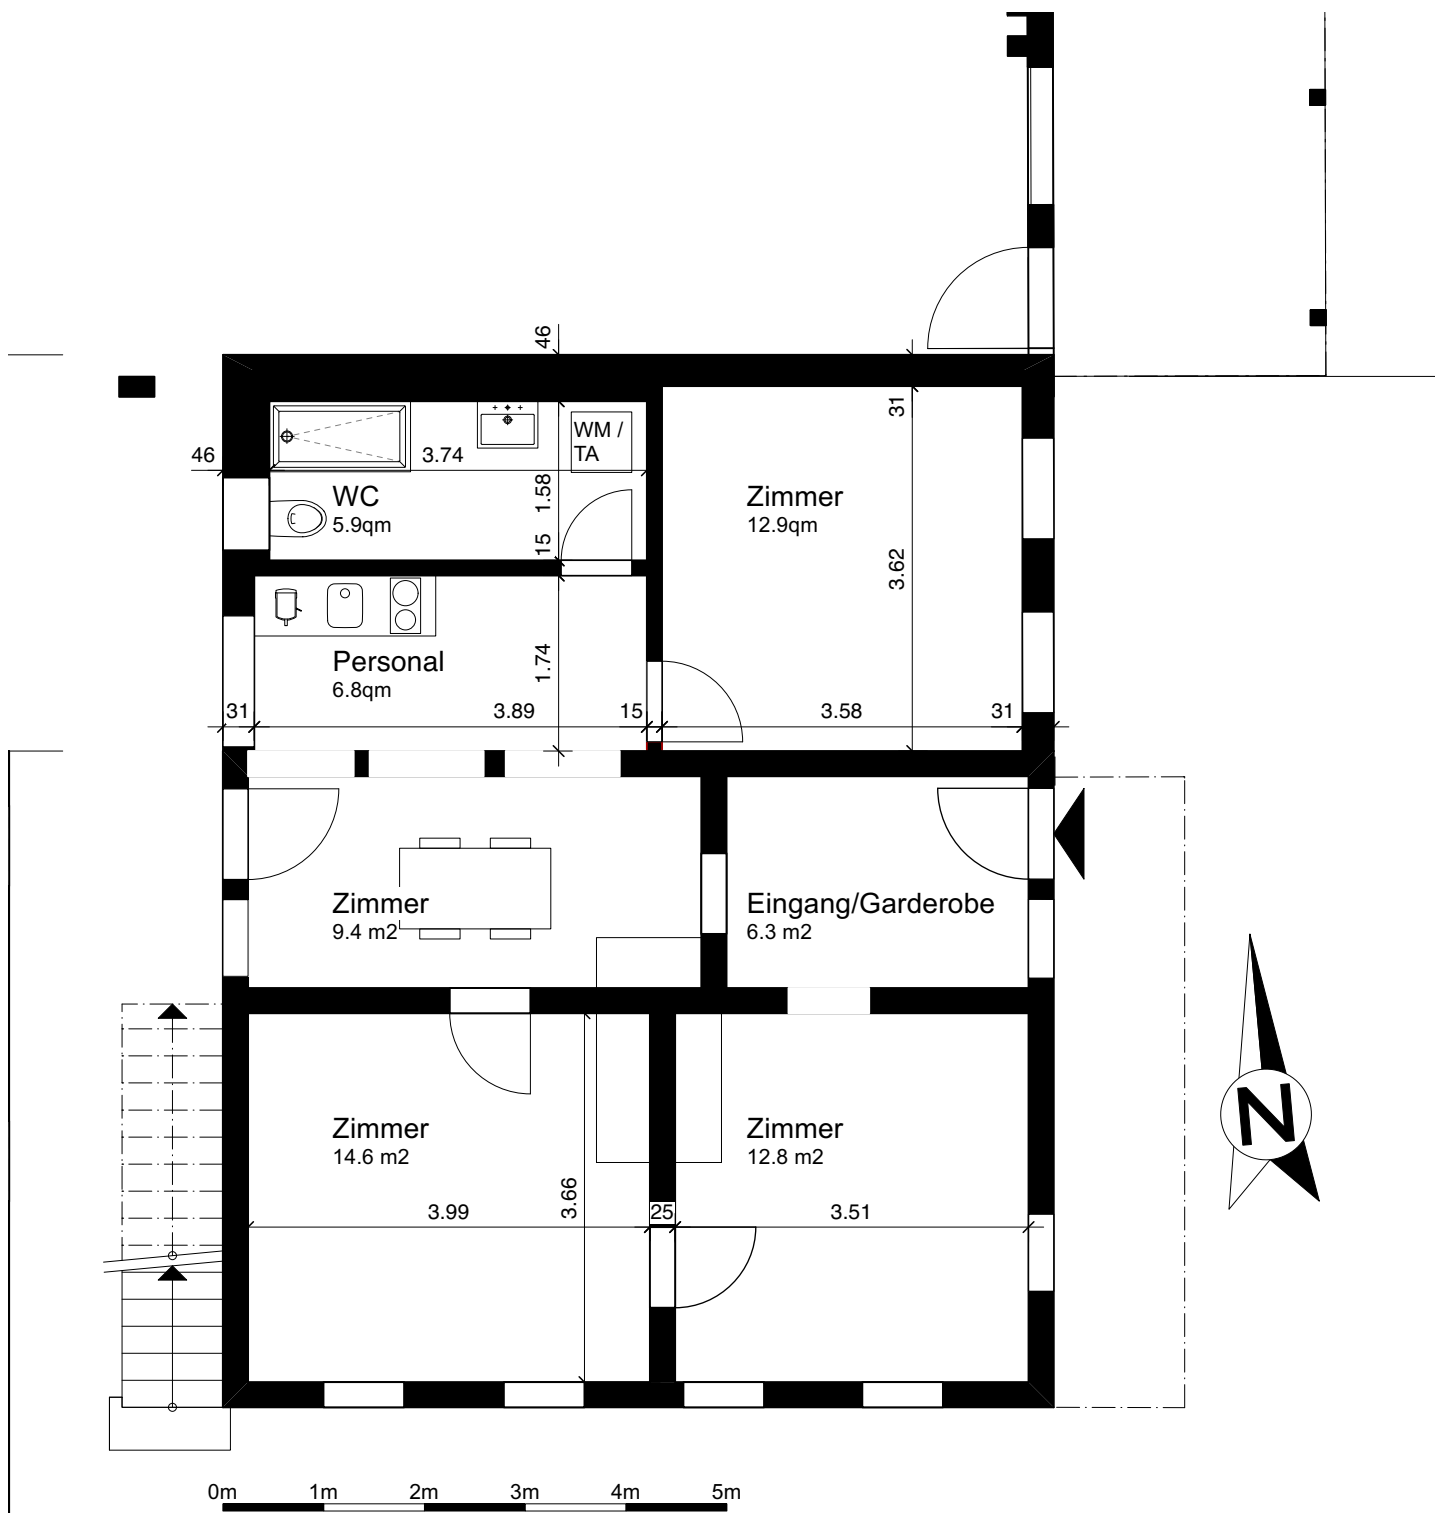 46
31
WM /
TA
46
3.74
WC
5.9qm
1.58
15
Zimmer
12.9qm
3.62
Personal
6.8qm
1.74
31
3.89
15
3.58
31
Zimmer
9.4 m2
Eingang/Garderobe
6.3 m2
Zimmer
14.6 m2
Zimmer
12.8 m2
3.66
3.99
25
3.51
N
0m 1m 2m 3m 4m 5m